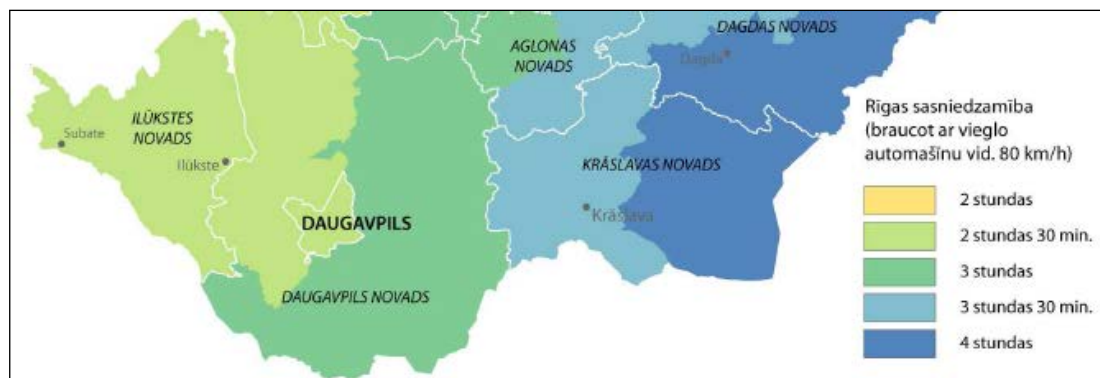 DAGDAS NOVADS
AGLONAS
NOVADS
Dagda
ILŪKSTES
NOVADS
Subate
Ilūkste
KRĀSLAVAS NOVADS
Krāslava
DAUGAVPILS
DAUGAVPILS NOVADS
Rīgas sasniedzamība
(braucot ar vieglo
automašīnu vid. 80 km/h)
2 stundas
2 stundas 30 min.
3 stundas
3 stundas 30 min.
4 stundas